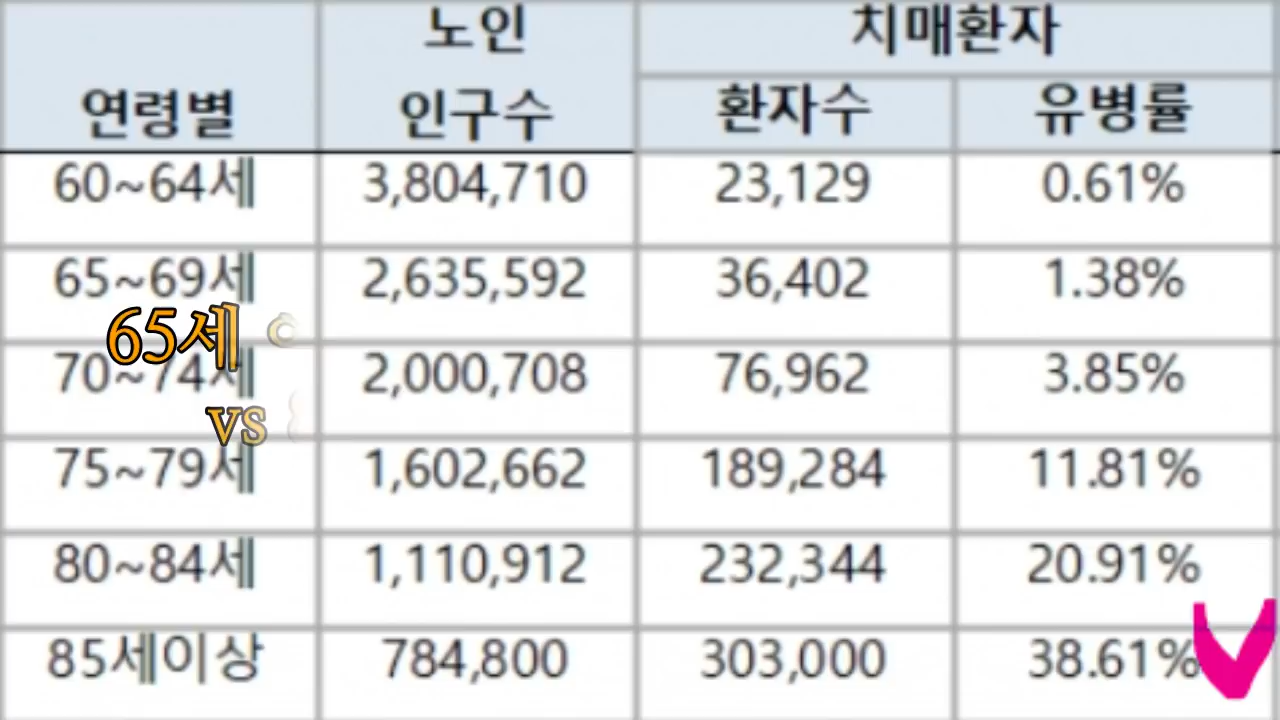 연령별 노인 인구수 치매환자
환자수 유병률
60~64세 3,804,710 23,129 0.61%
65~69세 2,635,592 36,402 1.38%
65세
70~74세 2,000,708 76,962 3.85%
vs
75~79세 1,602,662 189,284 11.81%
80~84세 1,110,912 232,344 20.91%
85세이상 784,800 303,000 38.61%